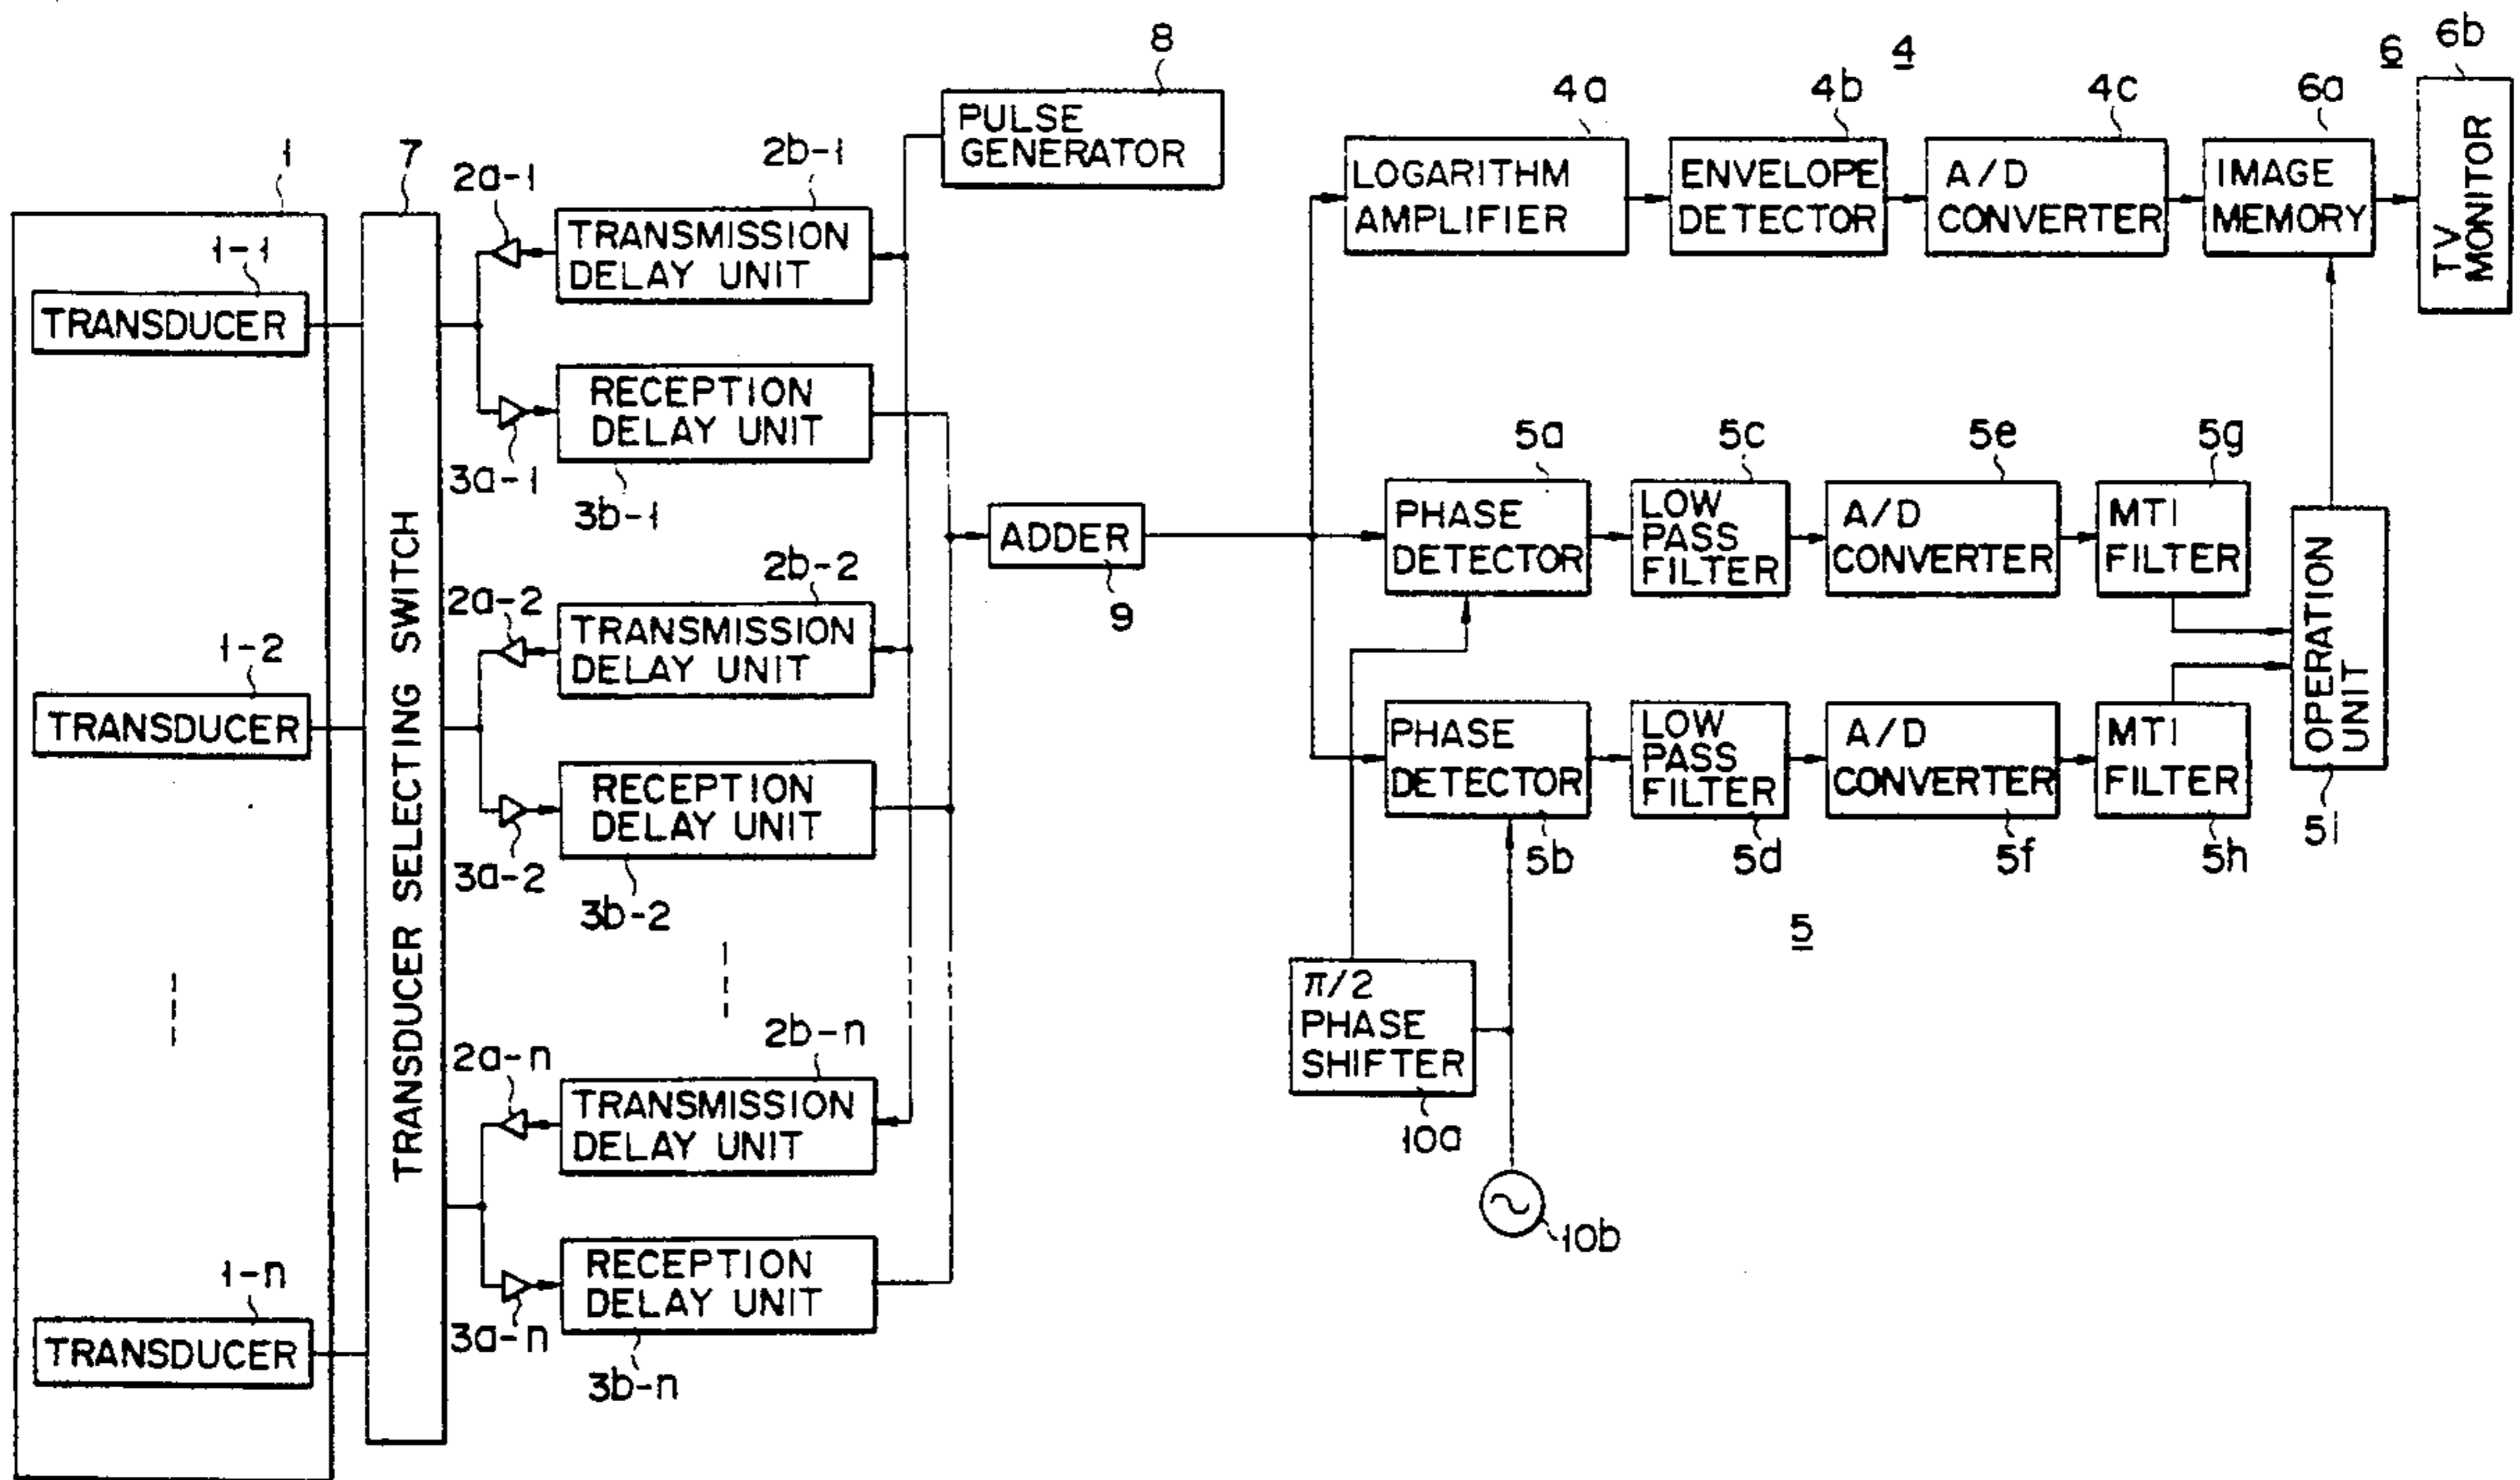 1
1-1
TRANSDUCER
1-2
TRANSDUCER
1-n
TRANSDUCER
7
TRANSDUCER SELECTING SWITCH
2a-1
2b-1
TRANSMISSION
DELAY UNIT
RECEPTION
DELAY UNIT
3a-1
3b-1
2a-2
2b-2
TRANSMISSION
DELAY UNIT
RECEPTION
DELAY UNIT
3a-2
3b-2
2a-n
2b-n
TRANSMISSION
DELAY UNIT
RECEPTION
DELAY UNIT
3a-n
3b-n
8
PULSE
GENERATOR
ADDER
9
4
4a
LOGARITHM
AMPLIFIER
4b
ENVELOPE
DETECTOR
4c
A/D
CONVERTER
6
6a
IMAGE
MEMORY
6b
TV
MONITOR
5a
PHASE
DETECTOR
5c
LOW
PASS
FILTER
5e
A/D
CONVERTER
5g
MTI
FILTER
PHASE
DETECTOR
5b
LOW
PASS
FILTER
5d
A/D
CONVERTER
5f
MTI
FILTER
5h
OPERATION
UNIT
5i
5
π/2
PHASE
SHIFTER
10a
10b